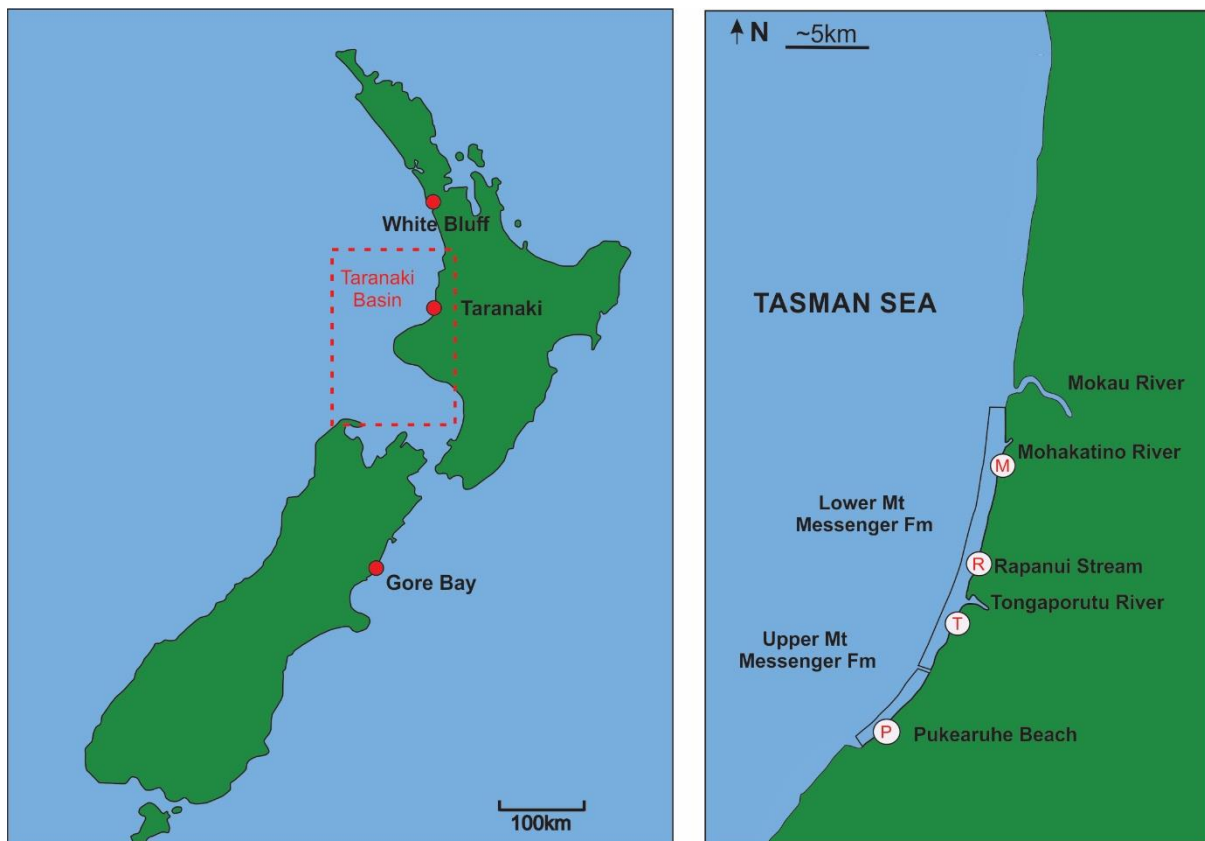 White Bluff
Taranaki
Basin
Taranaki
Gore Bay
100km
N
~5km
TASMAN SEA
Mokau River
Mohakatino River
M
Lower Mt
Messenger Fm
R
Rapanui Stream
Tongaporutu River
T
Upper Mt
Messenger Fm
P
Pukearuhe Beach